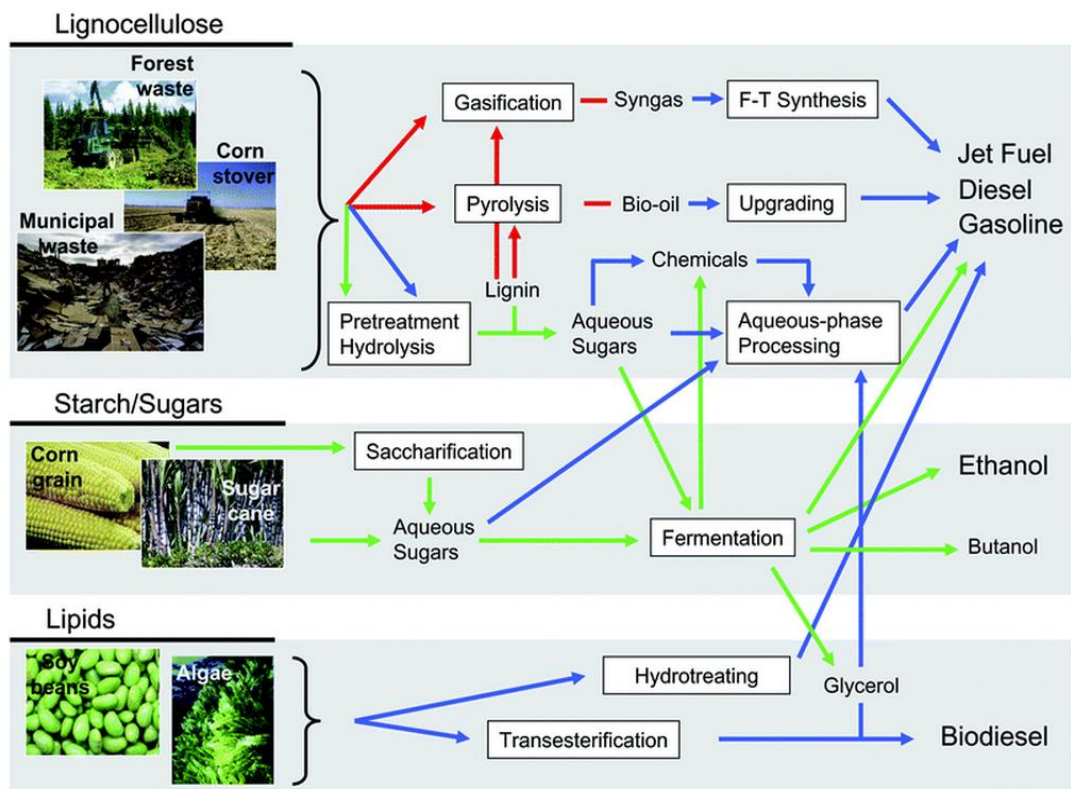 Lignocellulose
Forest
waste
Corn
stover
Municipal
waste
Gasification
Syngas
F-T Synthesis
Jet Fuel
Diesel
Gasoline
Pyrolysis
Bio-oil
Upgrading
Lignin
Chemicals
Pretreatment
Hydrolysis
Aqueous
Sugars
Aqueous-phase
Processing
Starch/Sugars
Corn
grain
Sugar
cane
Saccharification
Aqueous
Sugars
Fermentation
Ethanol
Butanol
Lipids
Soy
beans
Algae
Hydrotreating
Glycerol
Transesterification
Biodiesel